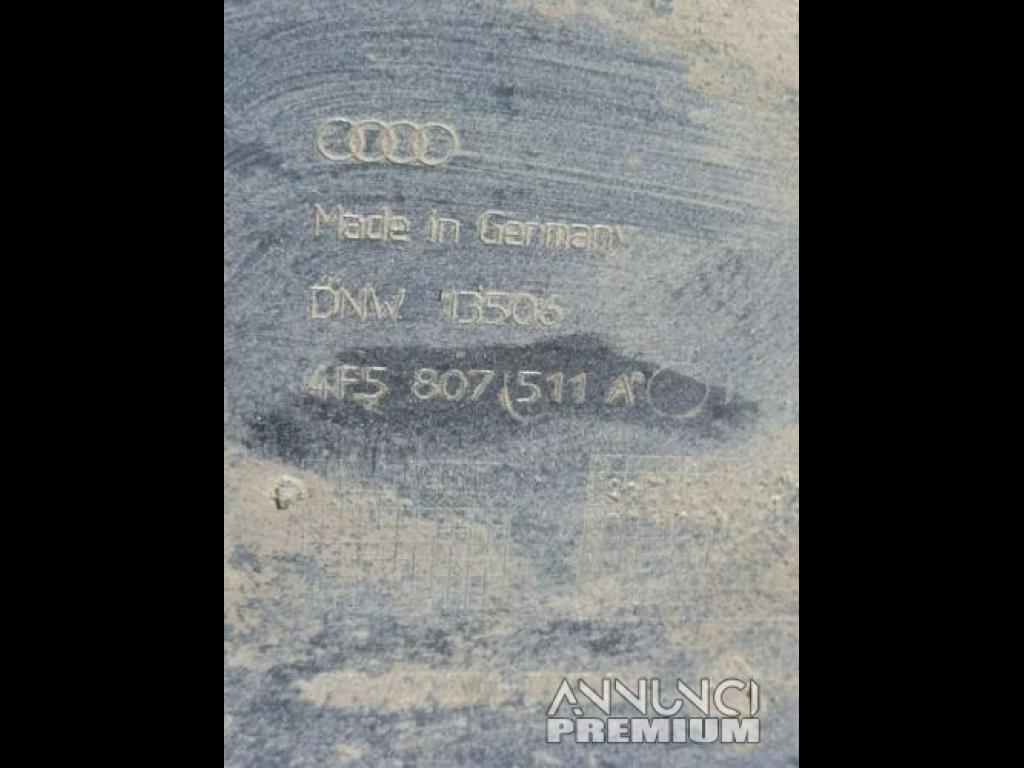 Made in Germany
DNW 13506
4F5 807 511 A
ANNUNCI
PREMIUM